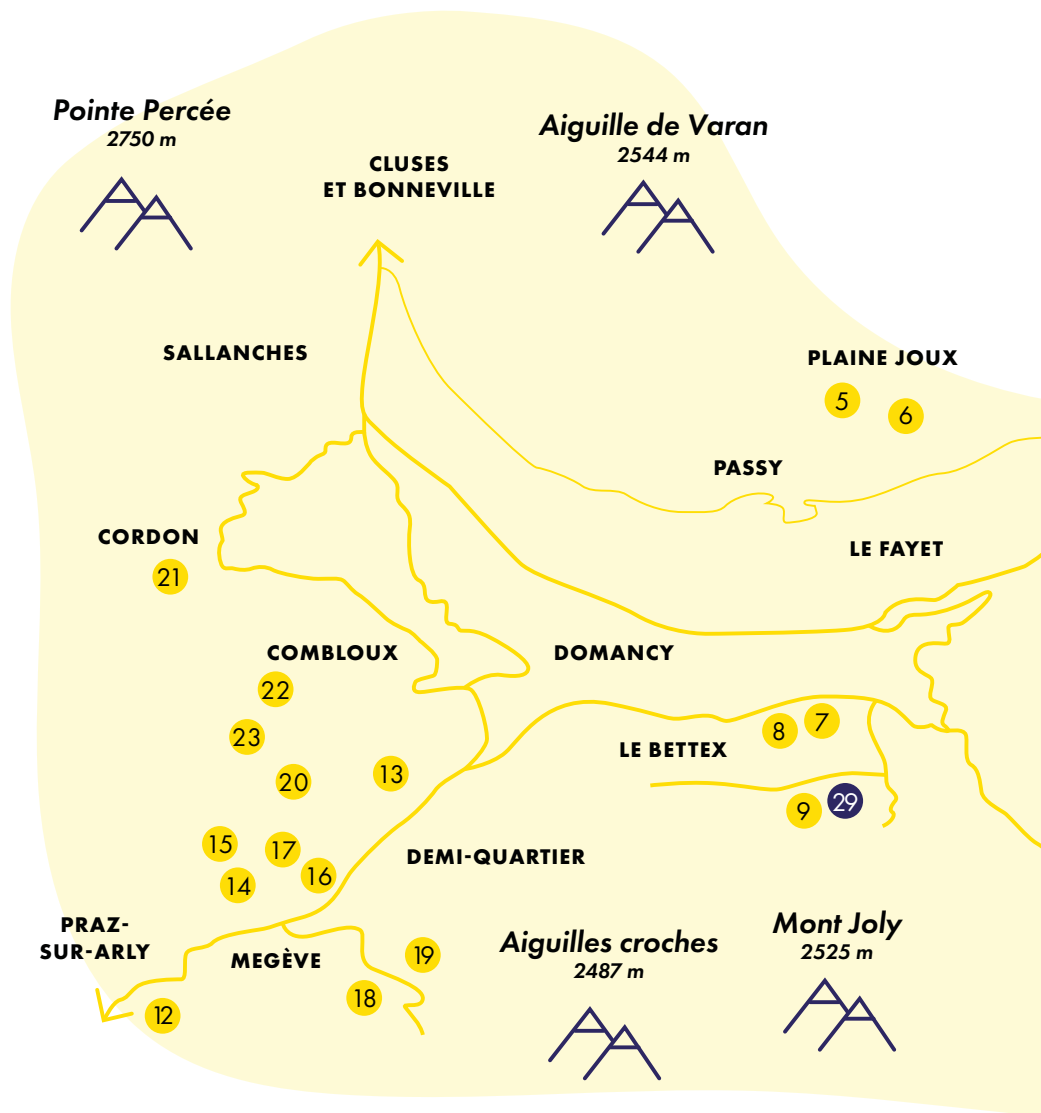 Pointe Percée
2750 m
Aiguille de Varan
2544 m
CLUSES
ET BONNEVILLE
SALLANCHES
PLAINE JOUX
5
6
PASSY
CORDON
21
LE FAYET
COMBLOUX
DOMANCY
22
23
20
13
LE BETTEX
8
7
9
29
15
17
14
16
DEMI-QUARTIER
PRAZ-
SUR-ARLY
MEGÈVE
12
19
18
Aiguilles croches
2487 m
Mont Joly
2525 m